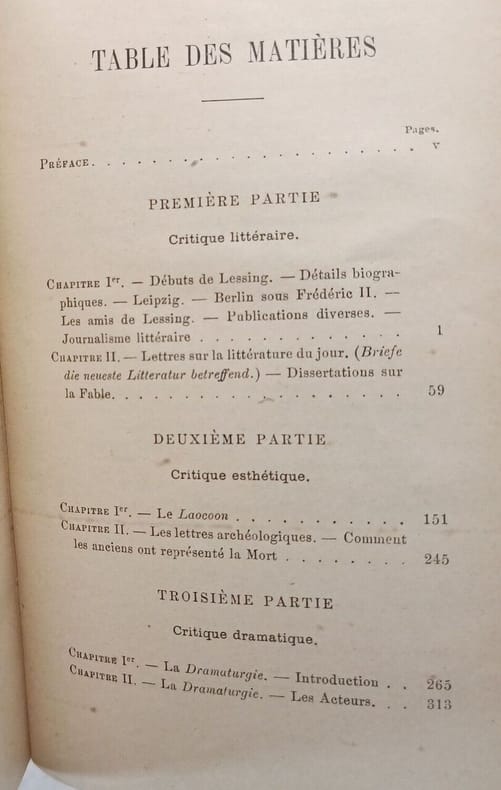 TABLE DES MATIÈRES
Pages.
PRÉFACE. . . . . . . . . . . . . . . . . . . . . V
PREMIÈRE PARTIE
Critique littéraire.
CHAPITRE Ier. — Débuts de Lessing. — Détails biogra-
phiques. — Leipzig. — Berlin sous Frédéric II. —
Les amis de Lessing. — Publications diverses. —
Journalisme littéraire . . . . . . . . . . . . . 1
CHAPITRE II. — Lettres sur la littérature du jour. (Briefe
die neueste Litteratur betreffend.) — Dissertations sur
la Fable. . . . . . . . . . . . . . . . . . 59
DEUXIÈME PARTIE
Critique esthétique.
CHAPITRE Ier. — Le Laocoon . . . . . . . . . . . 151
CHAPITRE II. — Les lettres archéologiques. — Comment
les anciens ont représenté la Mort . . . . . . . . 245
TROISIÈME PARTIE
Critique dramatique.
CHAPITRE Ier. — La Dramaturgie. — Introduction . . 265
CHAPITRE II. — La Dramaturgie. — Les Acteurs. . . 313